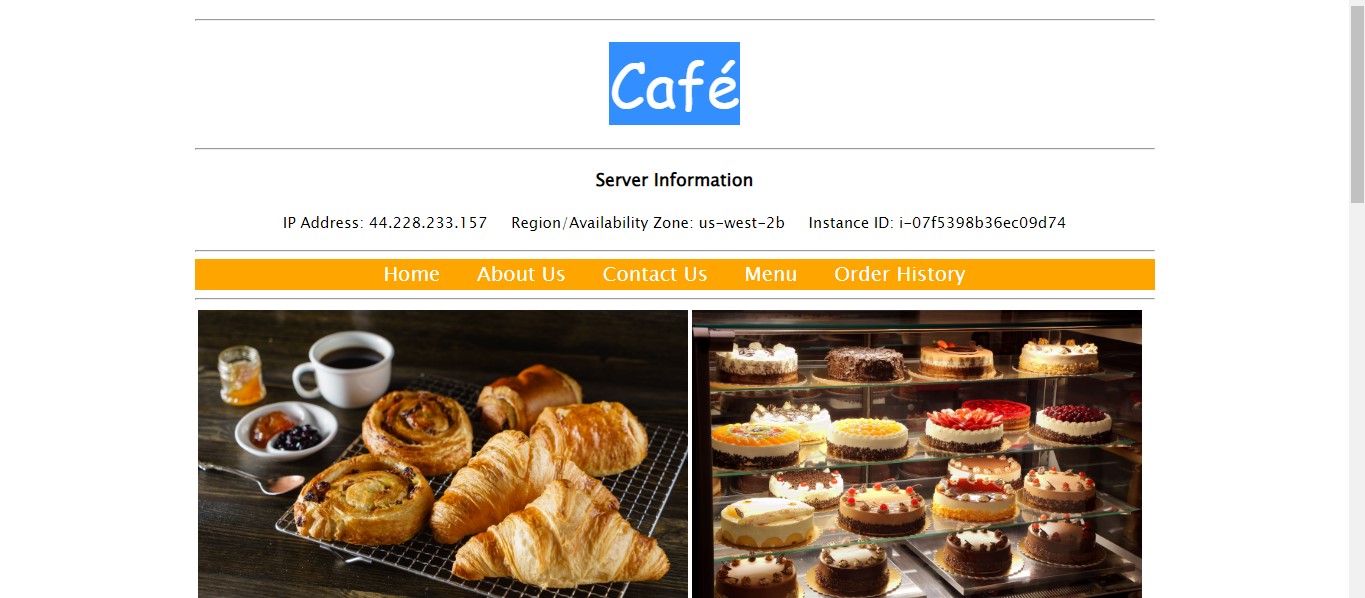 Café
Server Information
IP Address: 44.228.233.157 Region/Availability Zone: us-west-2b Instance ID: i-07f5398b36ec09d74
Home About Us Contact Us Menu Order History